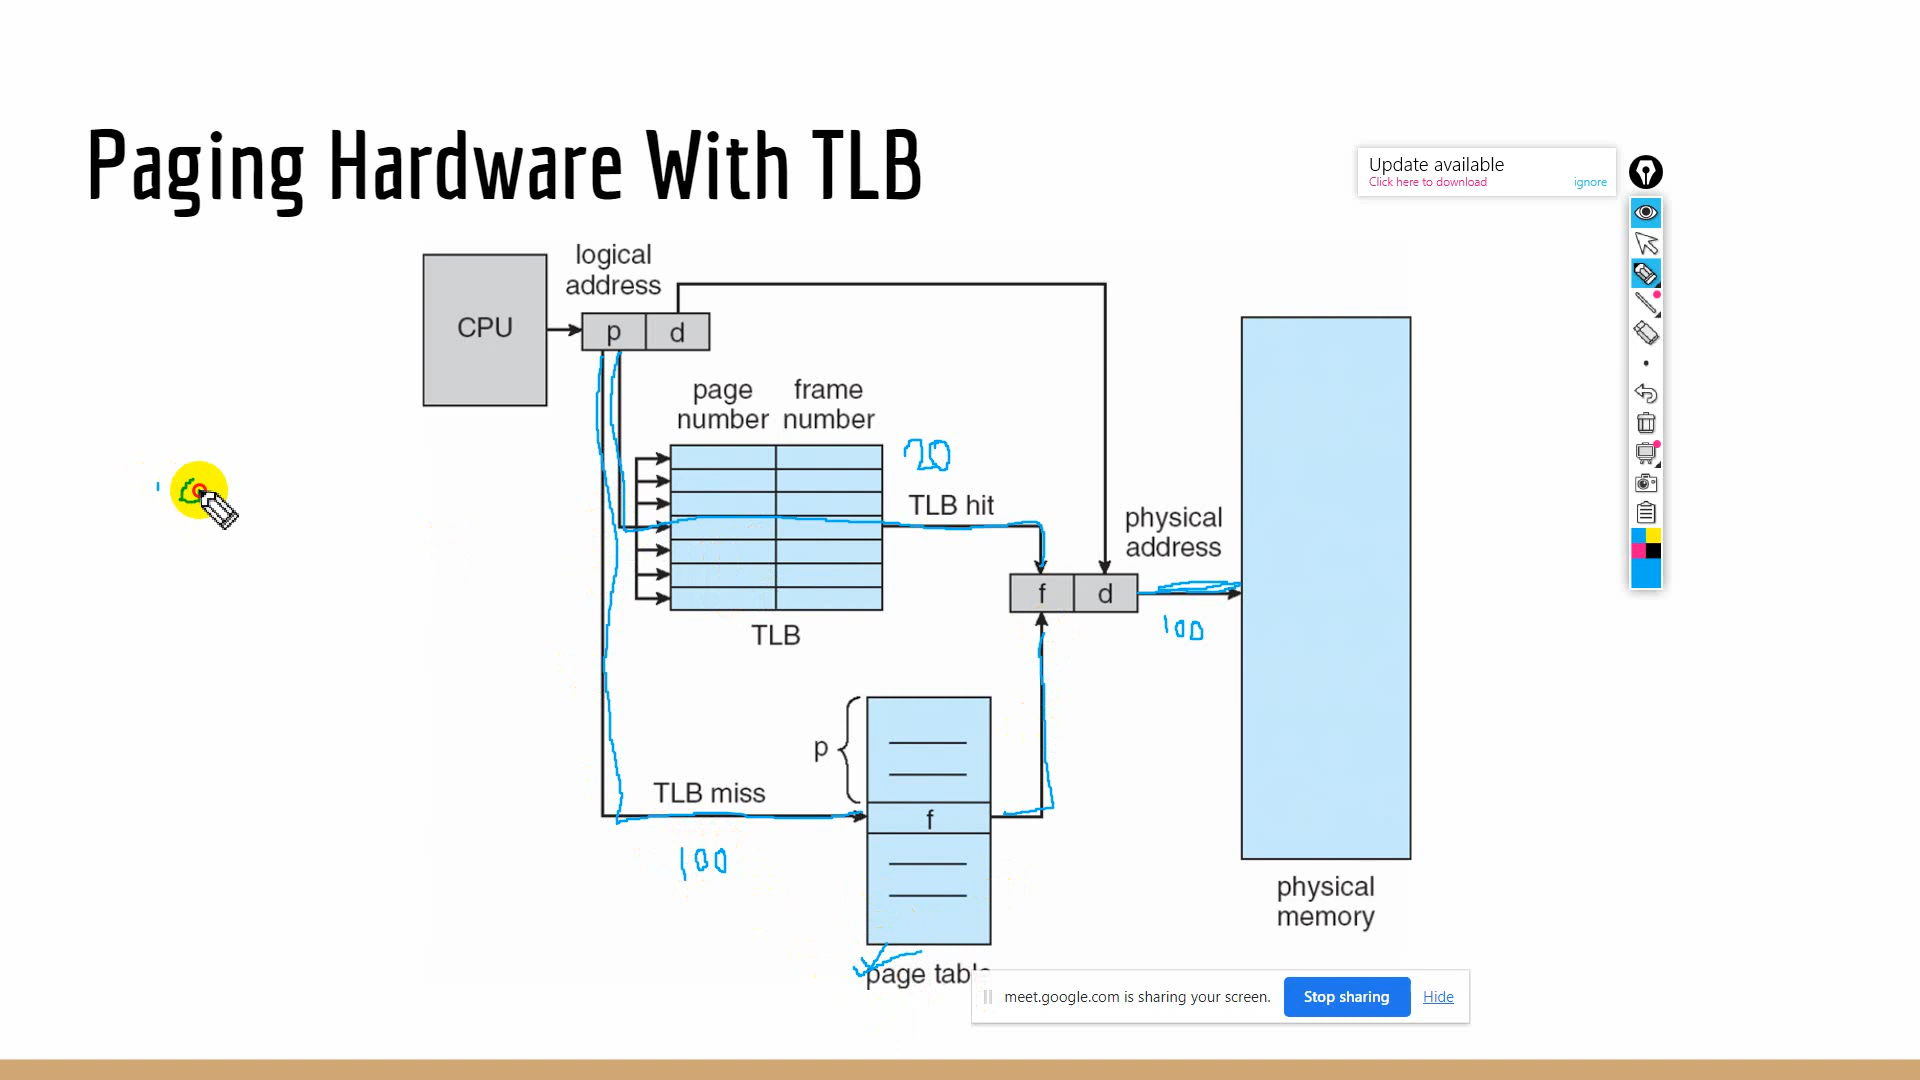 Paging Hardware With TLB
Update available
Click here to download ignore
logical
address
CPU
p d
page frame
number number
20
TLB hit
physical
address
f d
100
TLB
p
TLB miss
f
100
physical
memory
page table
meet.google.com is sharing your screen. Stop sharing Hide